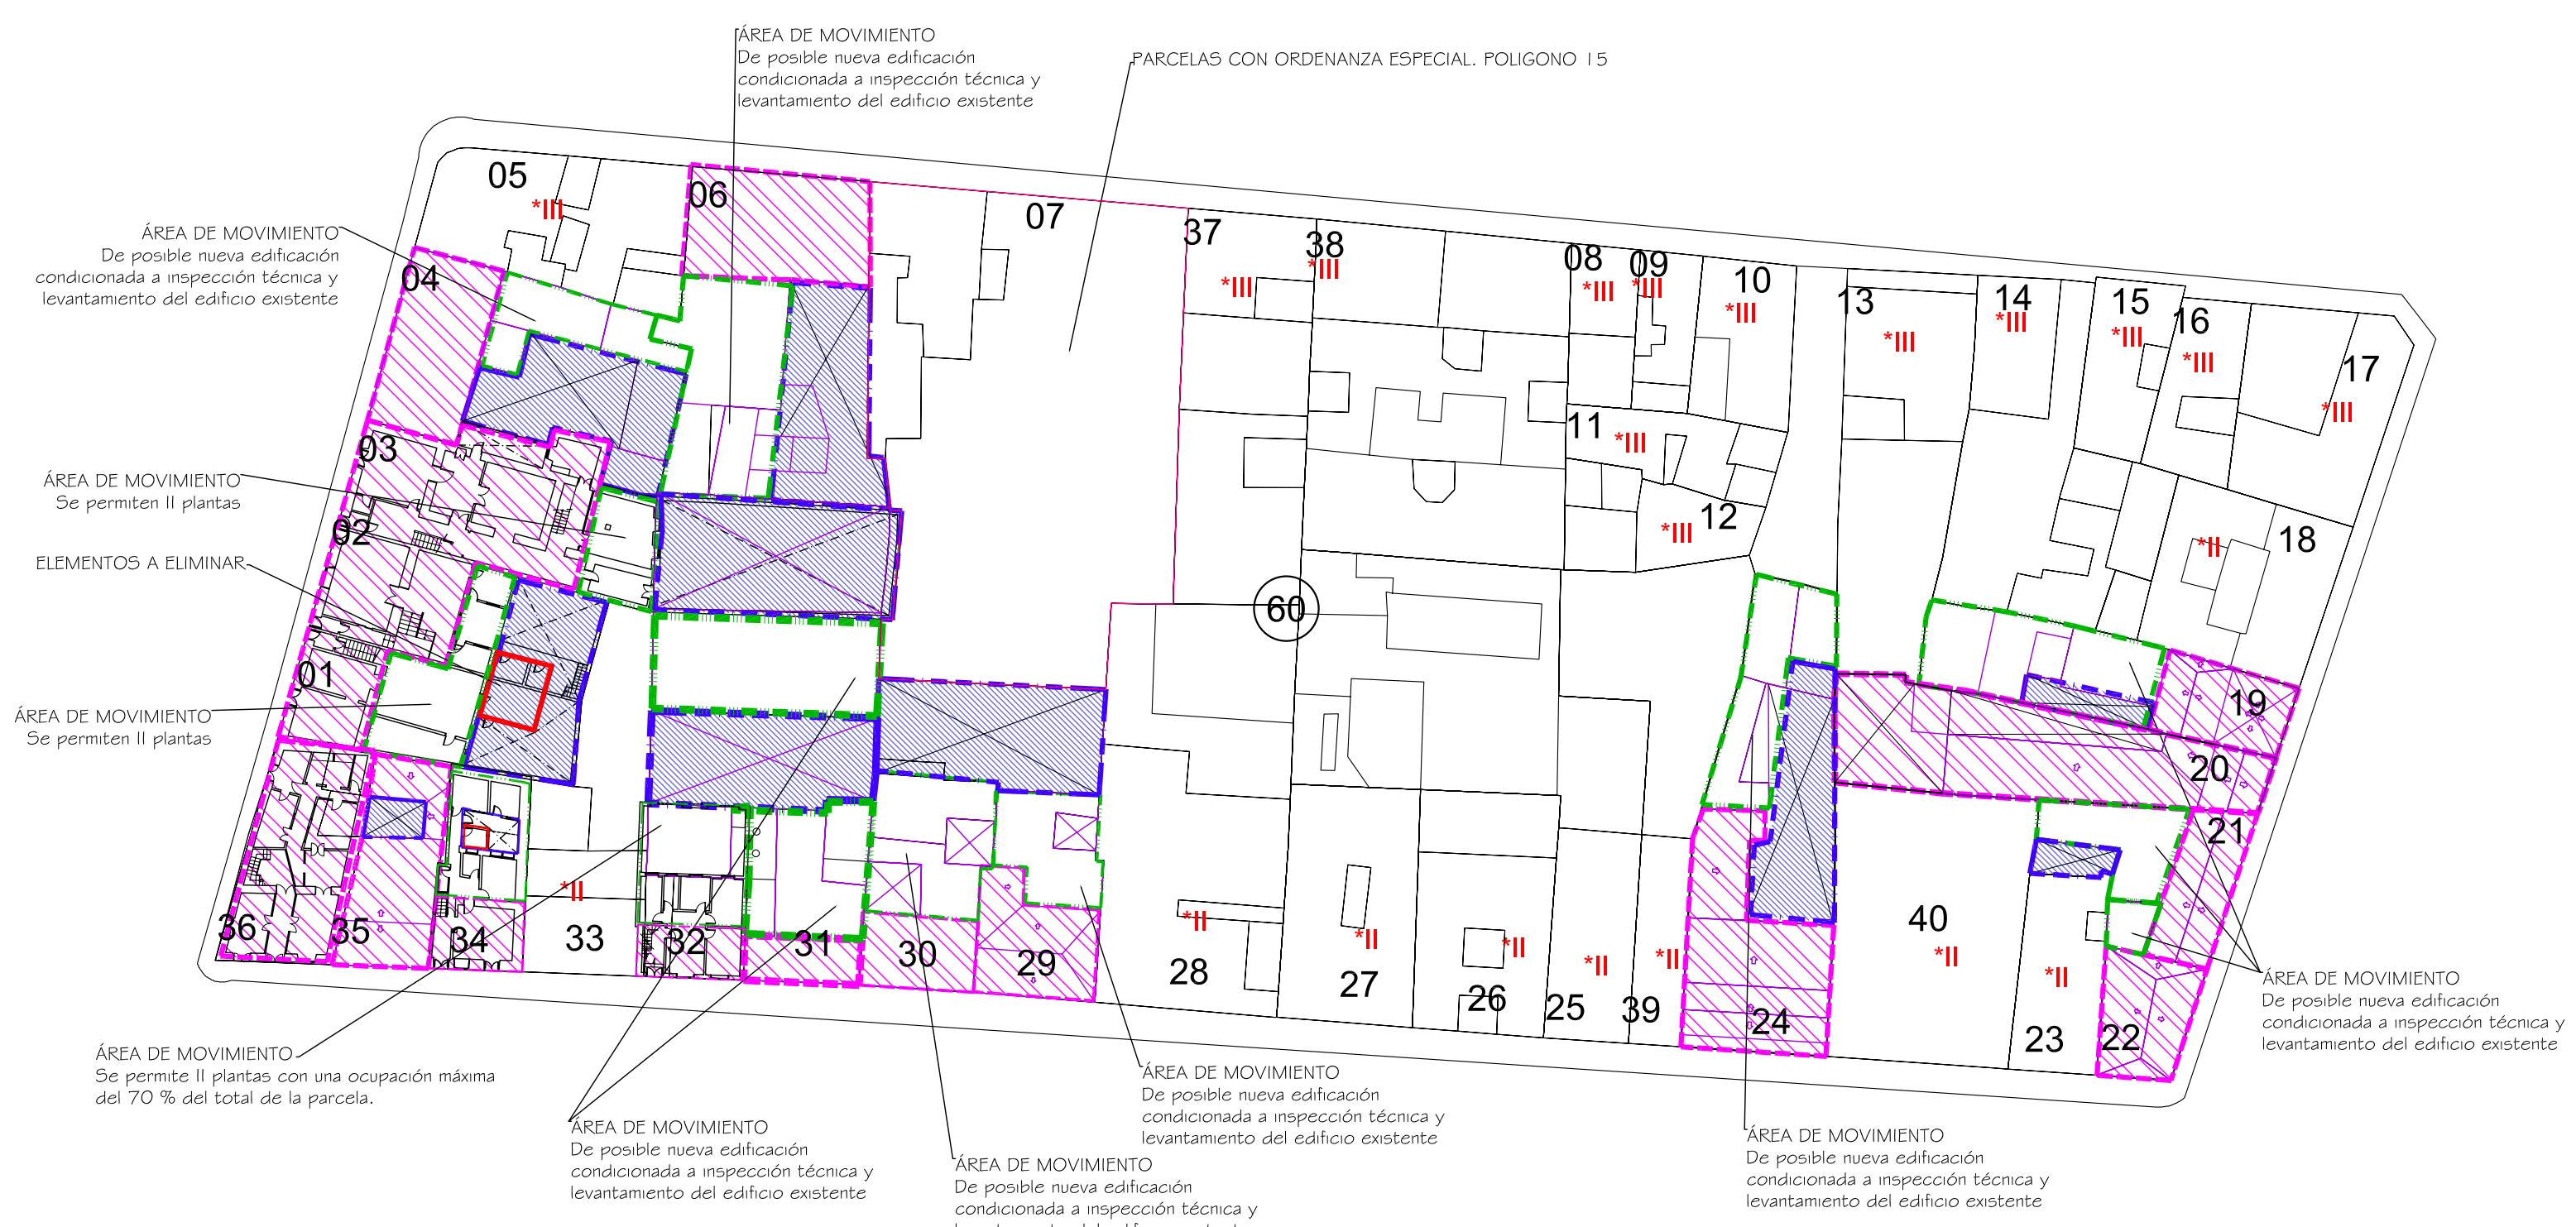 ÁREA DE MOVIMIENTO
De posible nueva edificación
condicionada a inspección técnica y
levantamiento del edificio existente
PARCELAS CON ORDENANZA ESPECIAL. POLIGONO 15
05
*III
06
07
37
*III
38
*III
08
*III
09
*III
10
*III
13
*III
14
*III
15
*III
16
*III
17
*III
ÁREA DE MOVIMIENTO
De posible nueva edificación
condicionada a inspección técnica y
levantamiento del edificio existente
04
03
11
*III
12
*III
18
*II
ÁREA DE MOVIMIENTO
Se permiten II plantas
02
ELEMENTOS A ELIMINAR
60
01
19
20
21
ÁREA DE MOVIMIENTO
Se permiten II plantas
36
35
34
33
*II
32
31
30
29
28
*II
27
*II
26
*II
25
*II
39
*II
24
40
*II
23
*II
22
ÁREA DE MOVIMIENTO
De posible nueva edificación
condicionada a inspección técnica y
levantamiento del edificio existente
ÁREA DE MOVIMIENTO
Se permite II plantas con una ocupación máxima
del 70 % del total de la parcela.
ÁREA DE MOVIMIENTO
De posible nueva edificación
condicionada a inspección técnica y
levantamiento del edificio existente
ÁREA DE MOVIMIENTO
De posible nueva edificación
condicionada a inspección técnica y
ÁREA DE MOVIMIENTO
De posible nueva edificación
condicionada a inspección técnica y
levantamiento del edificio existente
ÁREA DE MOVIMIENTO
De posible nueva edificación
condicionada a inspección técnica y
levantamiento del edificio existente